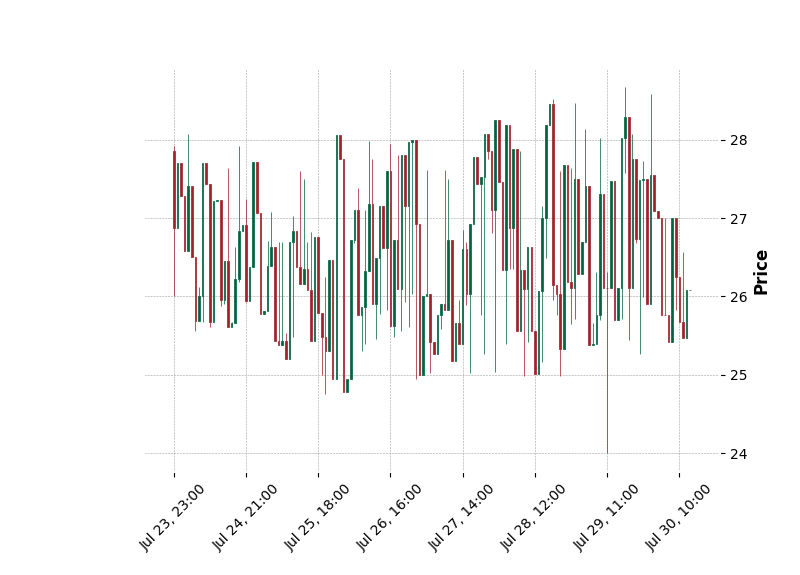 28
27
26
25
24
Price
Jul 23, 23:00
Jul 24, 21:00
Jul 25, 18:00
Jul 26, 16:00
Jul 27, 14:00
Jul 28, 12:00
Jul 29, 11:00
Jul 30, 10:00